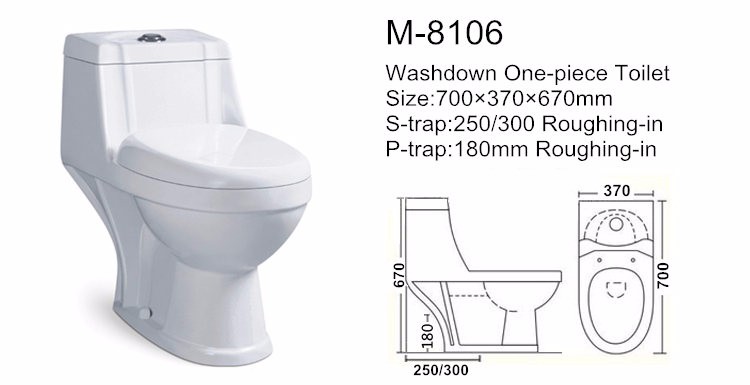 M-8106
Washdown One-piece Toilet
Size:700×370×670mm
S-trap:250/300 Roughing-in
P-trap:180mm Roughing-in
370
670
700
180
250/300